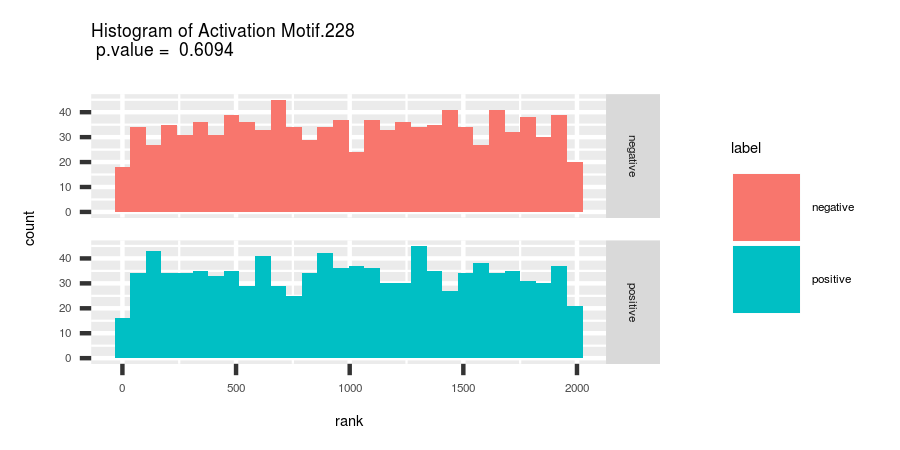 Histogram of Activation Motif.228
p.value = 0.6094
count
40
30
20
10
0
negative
40
30
20
10
0
positive
0 500 1000 1500 2000
rank
label
negative
positive